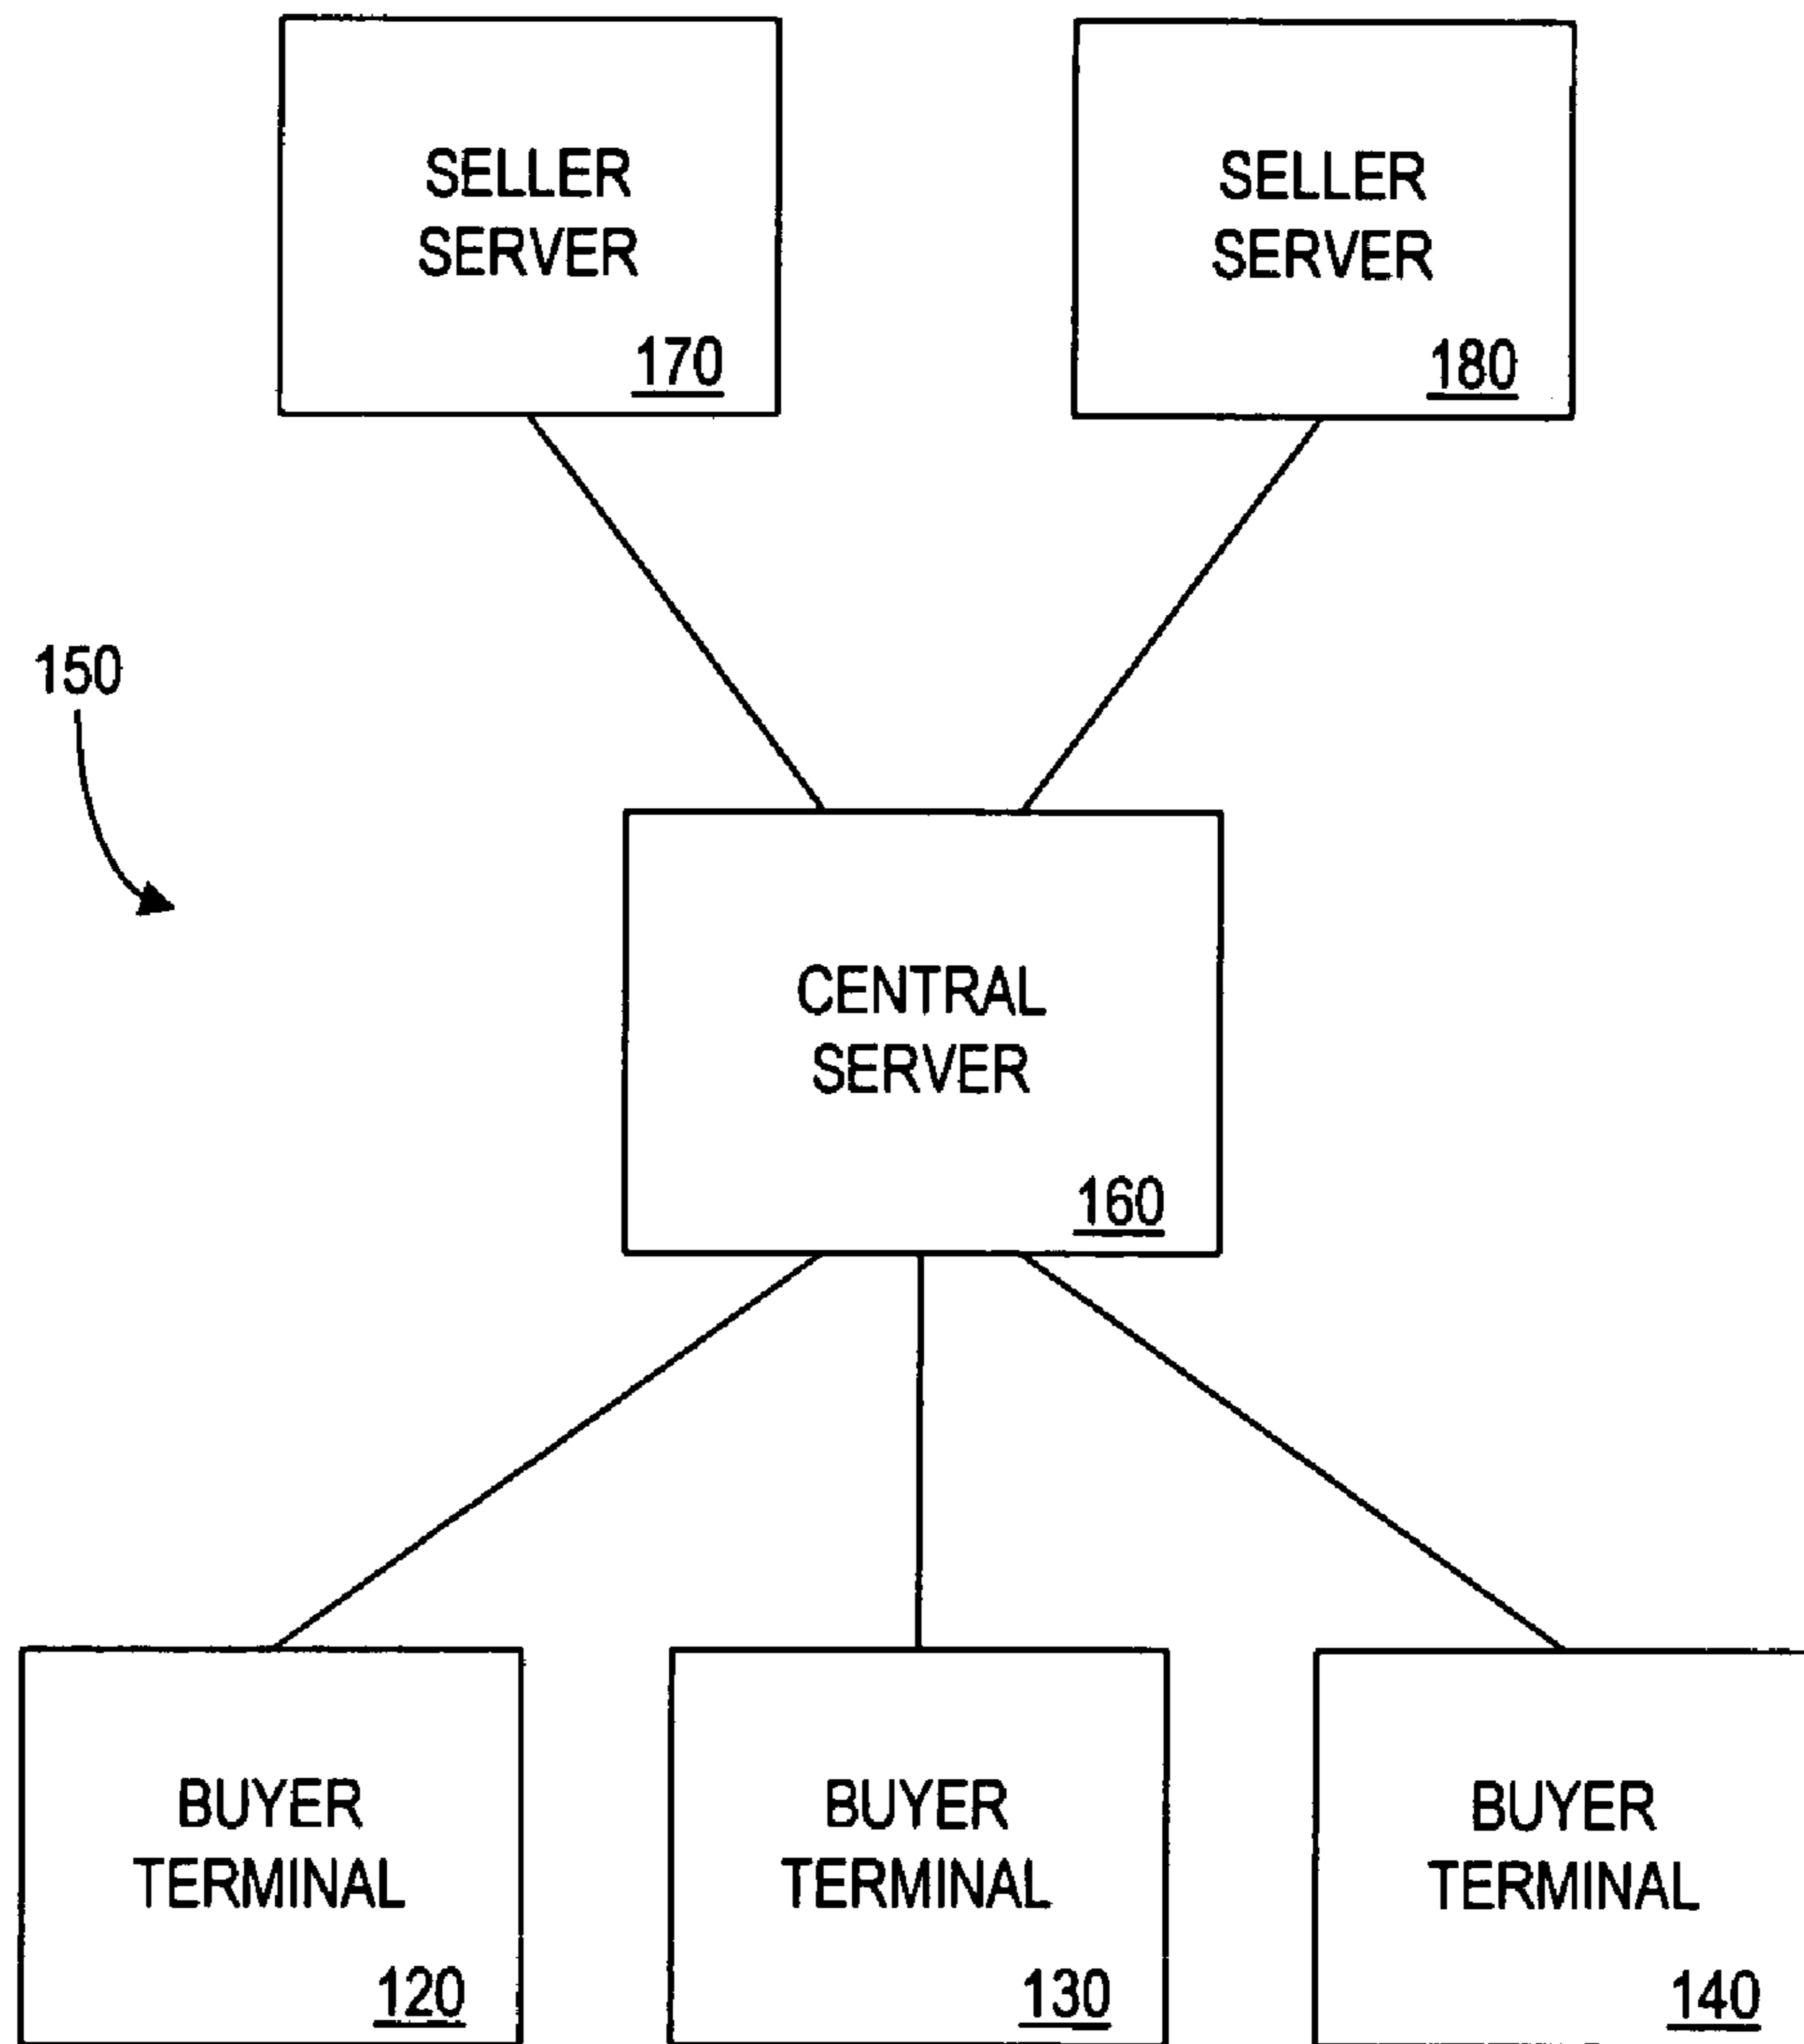 SELLER
SERVER
170
SELLER
SERVER
180
150
CENTRAL
SERVER
160
BUYER
TERMINAL
120
BUYER
TERMINAL
130
BUYER
TERMINAL
140